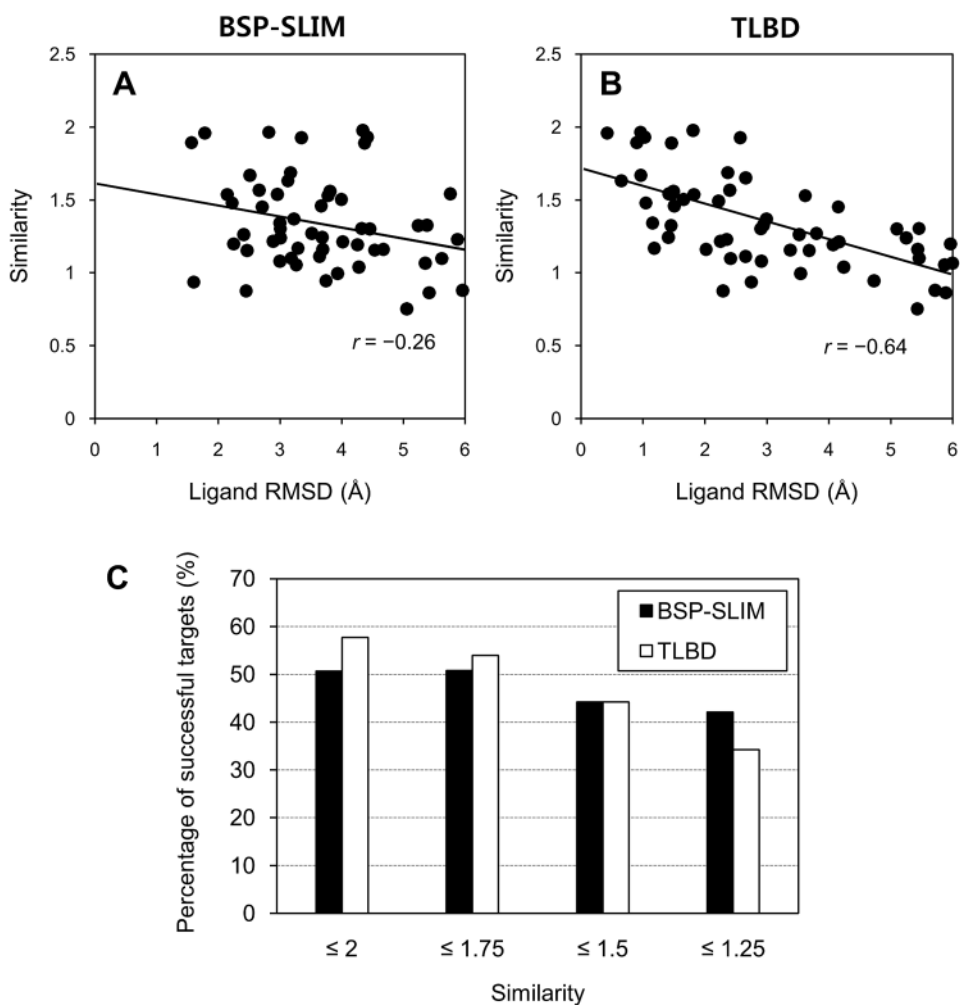 BSP-SLIM
TLBD
A
2.5
2
1.5
1
0.5
0
Similarity
r = −0.26
0 1 2 3 4 5 6
Ligand RMSD (Å)
B
2.5
2
1.5
1
0.5
0
Similarity
r = −0.64
0 1 2 3 4 5 6
Ligand RMSD (Å)
C
Percentage of successful targets (%)
70
60
50
40
30
20
10
0
BSP-SLIM
TLBD
≤ 2 ≤ 1.75 ≤ 1.5 ≤ 1.25
Similarity